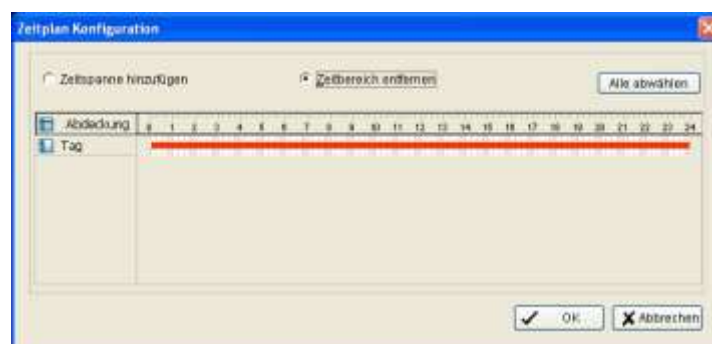 Zeitplan Konfiguration
Zeitspanne hinzufügen
Zeitbereich entfernen
Alle abwählen
Abdeckung 0 1 2 3 4 5 6 7 8 9 10 11 12 13 14 15 16 17 18 19 20 21 22 23 24
Tag
OK
Abbrechen